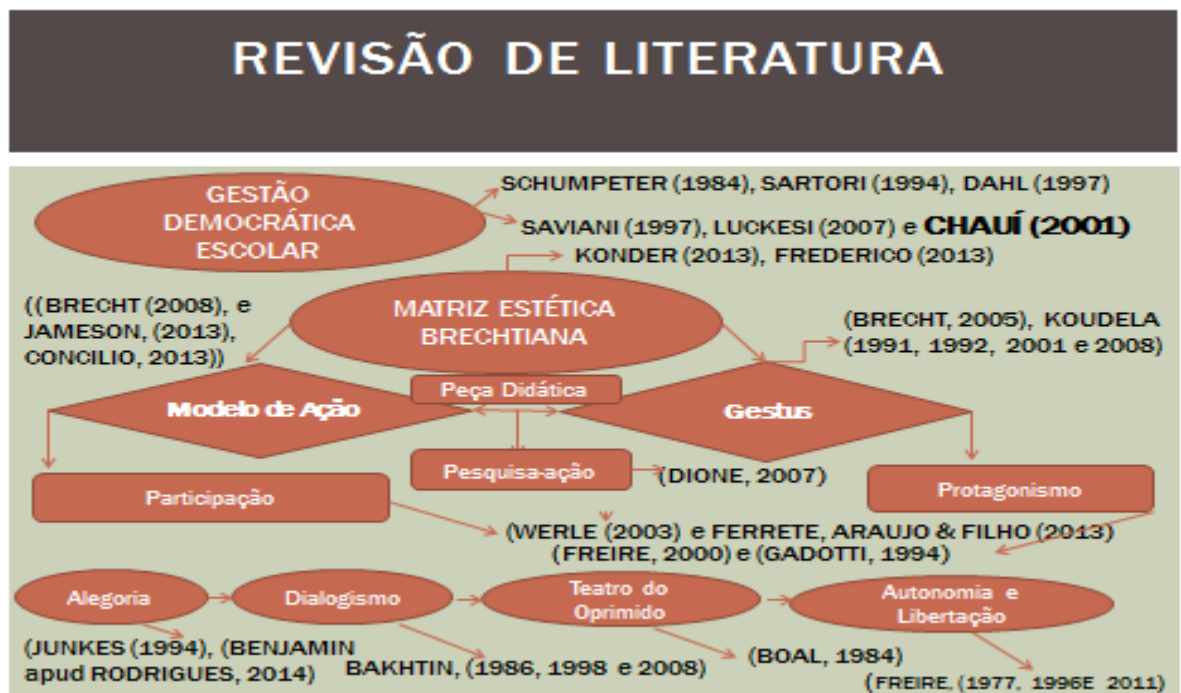 REVISÃO DE LITERATURA
GESTÃO
DEMOCRÁTICA
ESCOLAR
SCHUMPETER (1984), SARTORI (1994), DAHL (1997)
SAVIANI (1997), LUCKESI (2007) e CHAUÍ (2001)
KONDER (2013), FREDERICO (2013)
MATRIZ ESTÉTICA
BRECHTIANA
((BRECHT (2008), e
JAMESON, (2013),
CONCILIO, 2013))
(BRECHT, 2005), KOUDELA
(1991, 1992, 2001 e 2008)
Peça Didática
Modelo de Ação
Gestus
Pesquisa-ação
(DIONE, 2007)
Participação
Protagonismo
(WERLE (2003) e FERRETE, ARAUJO & FILHO (2013)
(FREIRE, 2000) e (GADOTTI, 1994)
Alegoria
Dialogismo
Teatro do
Oprimido
Autonomia e
Libertação
(JUNKES (1994), (BENJAMIN
apud RODRIGUES, 2014)
BAKHTIN, (1986, 1998 e 2008)
(BOAL, 1984)
(FREIRE, (1977, 1996E 2011)